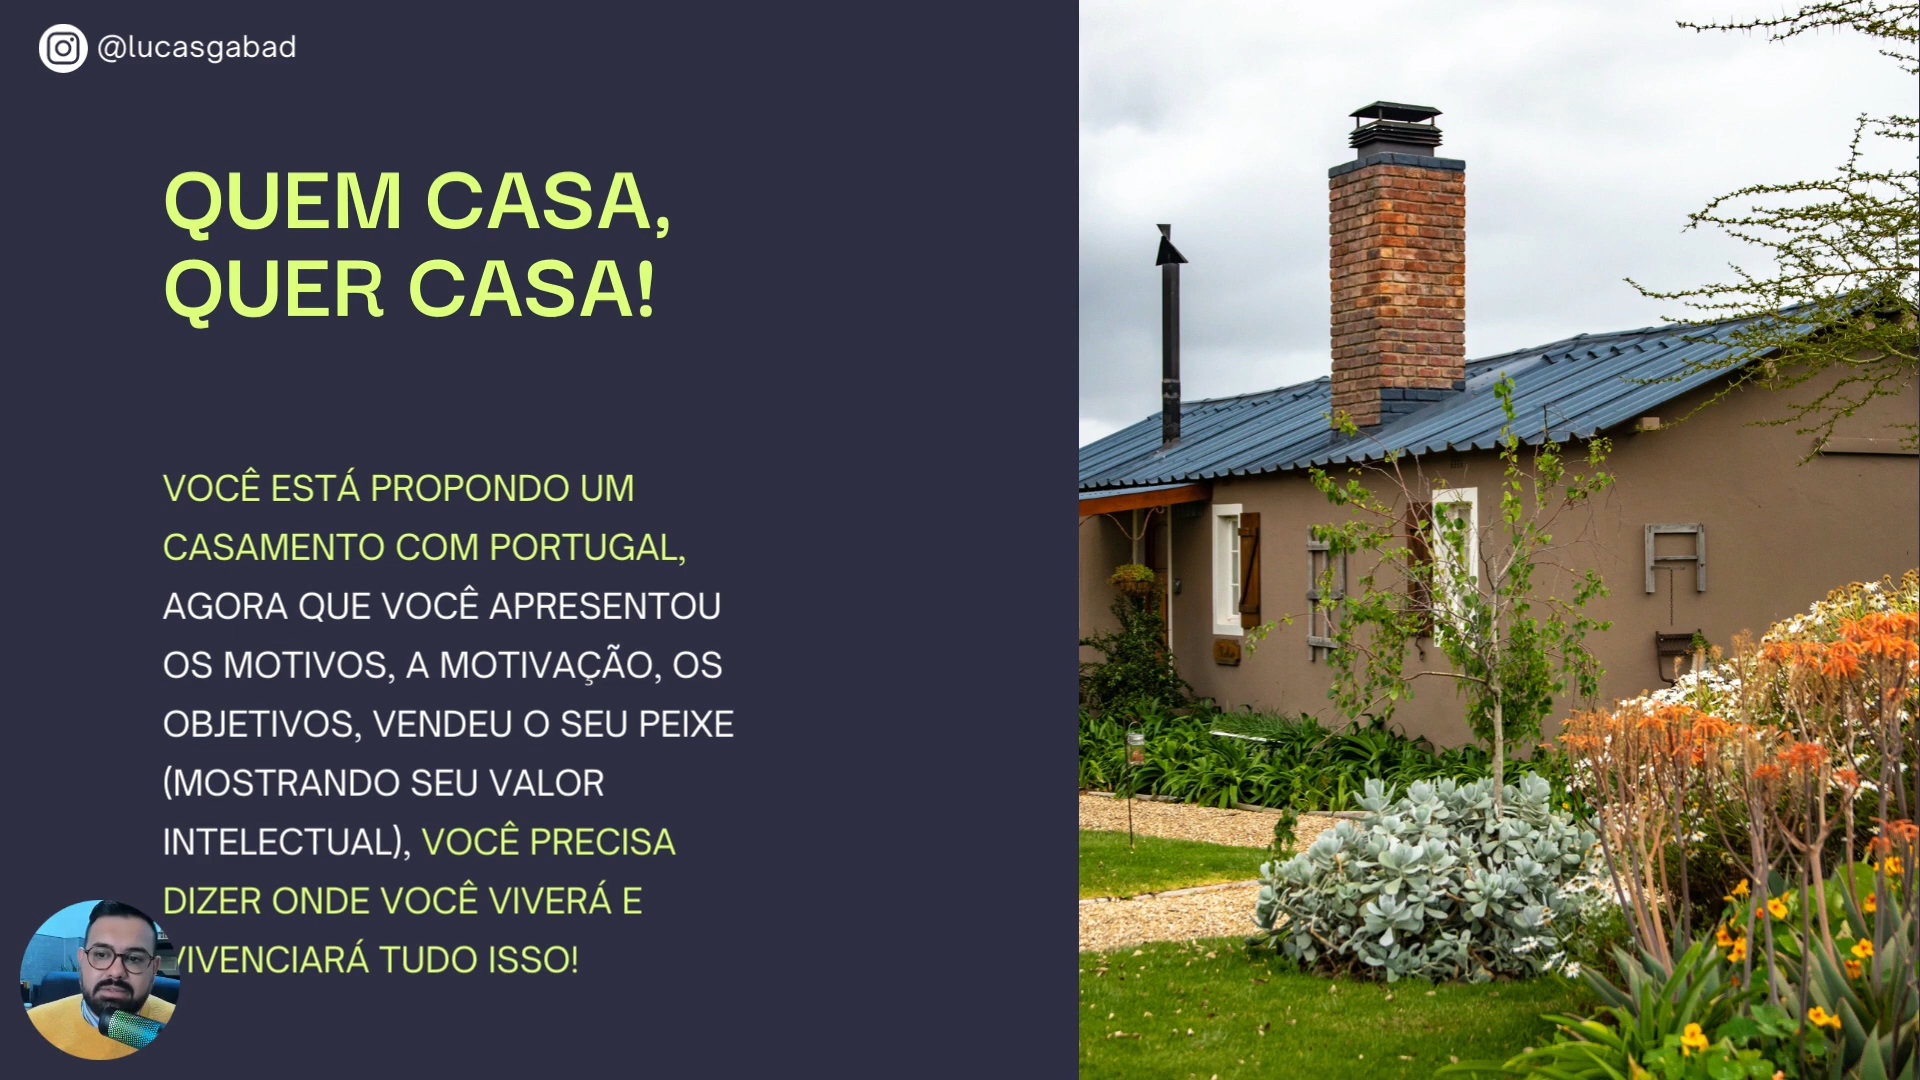 @lucasgabad
QUEM CASA,
QUER CASA!
VOCÊ ESTÁ PROPONDO UM
CASAMENTO COM PORTUGAL,
AGORA QUE VOCÊ APRESENTOU
OS MOTIVOS, A MOTIVAÇÃO, OS
OBJETIVOS, VENDEU O SEU PEIXE
(MOSTRANDO SEU VALOR
INTELECTUAL), VOCÊ PRECISA
DIZER ONDE VOCÊ VIVERÁ E
VIVENCIARÁ TUDO ISSO!